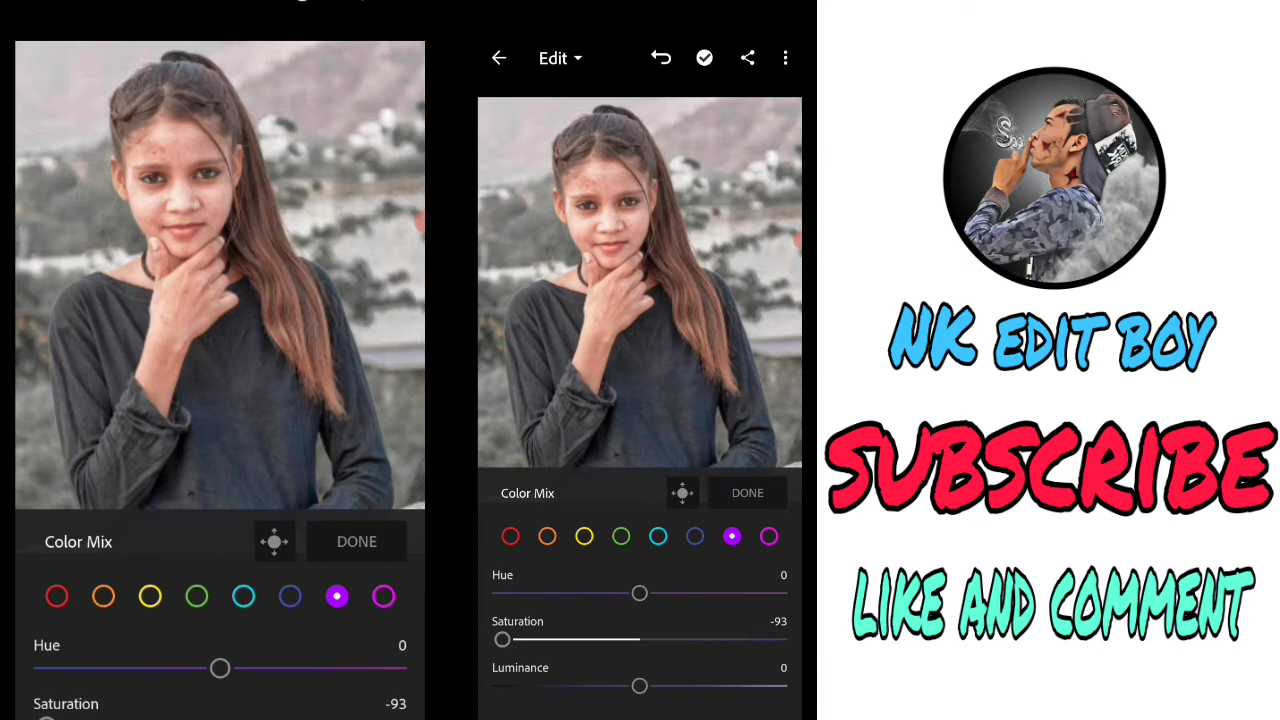 Color Mix
DONE
Hue
0
Saturation
-93
Edit
Color Mix
DONE
Hue
0
Saturation
-93
Luminance
0
NK EDIT BOY
SUBSCRIBE
LIKE AND COMMENT